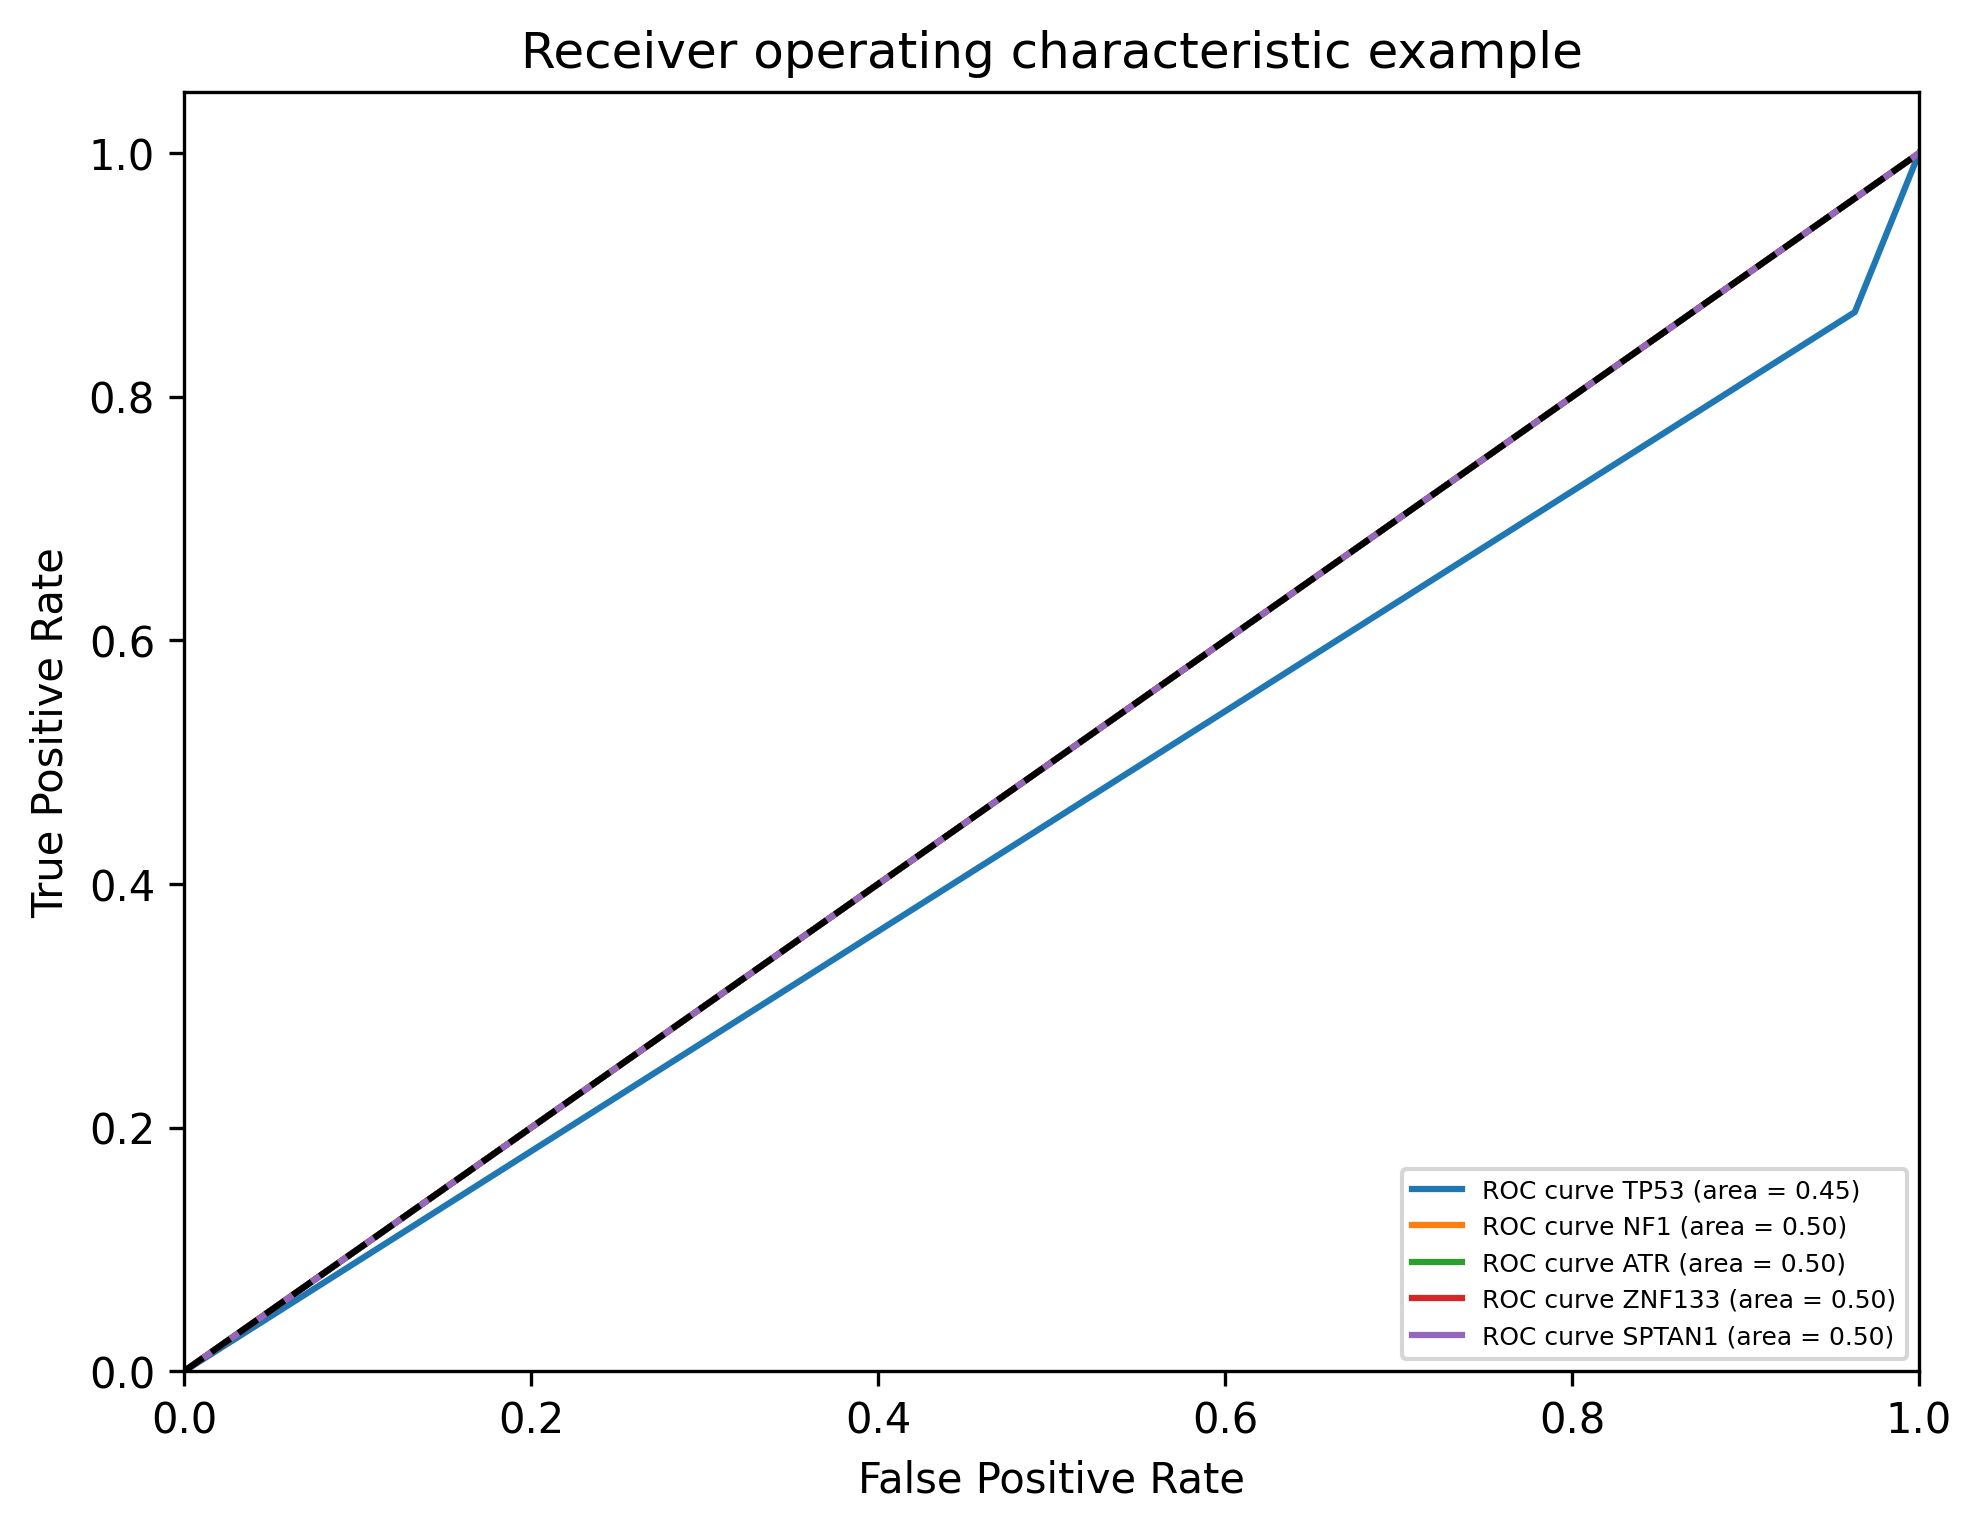 Receiver operating characteristic example
1.0
0.8
0.6
0.4
0.2
0.0
True Positive Rate
ROC curve TP53 (area = 0.45)
ROC curve NF1 (area = 0.50)
ROC curve ATR (area = 0.50)
ROC curve ZNF133 (area = 0.50)
ROC curve SPTAN1 (area = 0.50)
0.0 0.2 0.4 0.6 0.8 1.0
False Positive Rate